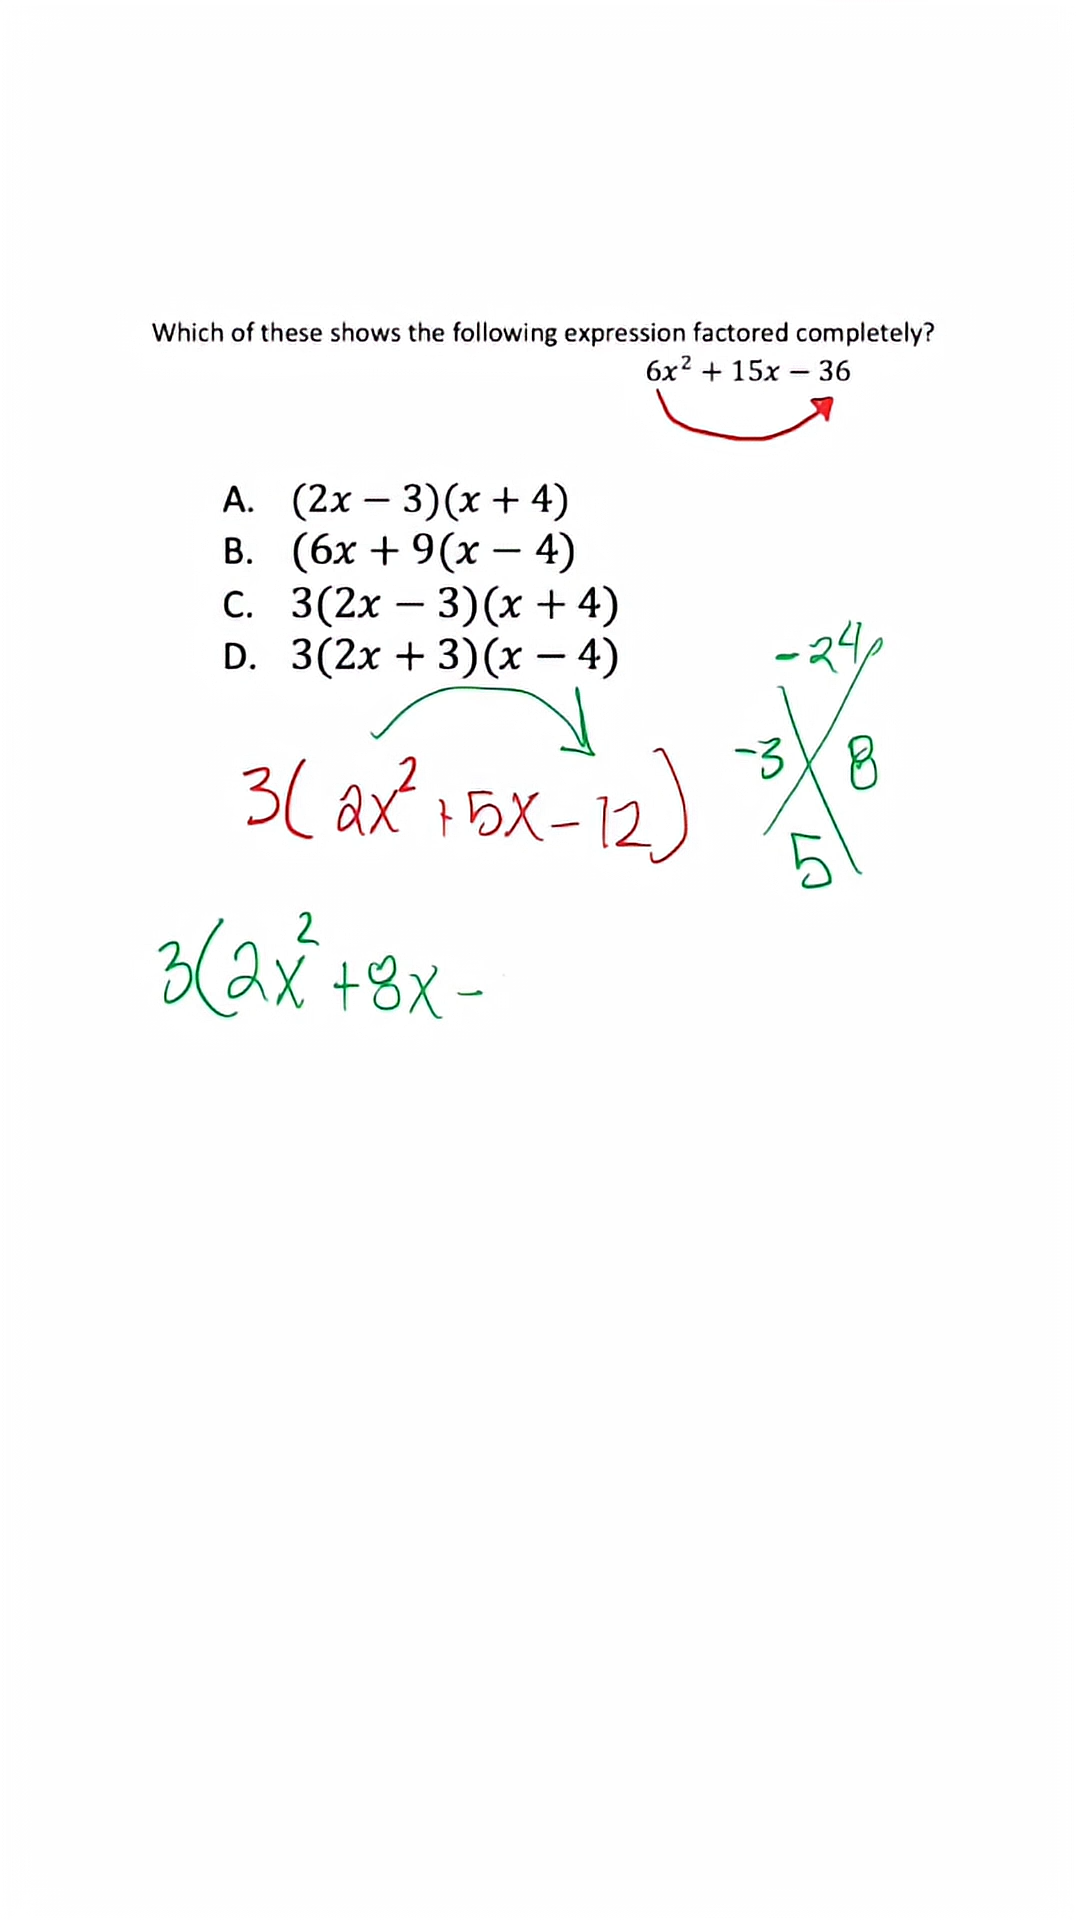 Which of these shows the following expression factored completely?
6x² + 15x − 36
A. (2x − 3)(x + 4)
B. (6x + 9(x − 4)
C. 3(2x − 3)(x + 4)
D. 3(2x + 3)(x − 4)
-24
3(2x²+5x-12)
-3 8
5
3(2x²+8x-